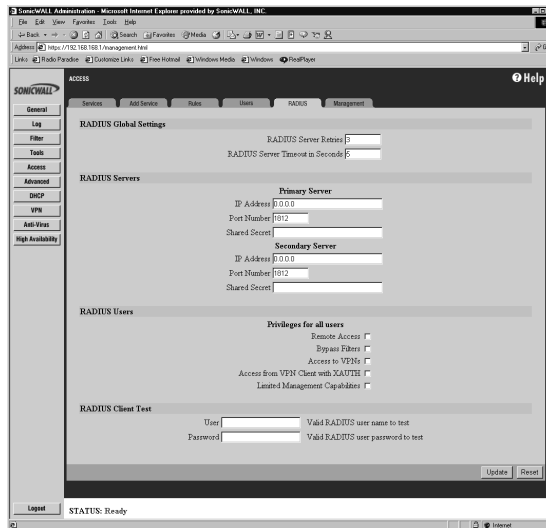 SonicWALL Administration - Microsoft Internet Explorer provided by SonicWALL, INC.
File Edit View Favorites Tools Help
Back Search Favorites Media
Address https://192.168.168.1/management.html
Links Radio Paradise Customize Links Free Hotmail Windows Media Windows RealPlayer
SONICWALL
ACCESS
Help
Services Add Service Rules Users RADIUS Management
General
Log
Filter
Tools
Access
Advanced
DHCP
VPN
Anti-Virus
High Availability
RADIUS Global Settings
RADIUS Server Retries 3
RADIUS Server Timeout in Seconds 5
RADIUS Servers
Primary Server
IP Address 0.0.0.0
Port Number 1812
Shared Secret
Secondary Server
IP Address 0.0.0.0
Port Number 1812
Shared Secret
RADIUS Users
Privileges for all users
Remote Access
Bypass Filters
Access to VPNs
Access from VPN Client with XAUTH
Limited Management Capabilities
RADIUS Client Test
User Valid RADIUS user name to test
Password Valid RADIUS user password to test
Update Reset
Logout
STATUS: Ready
Internet